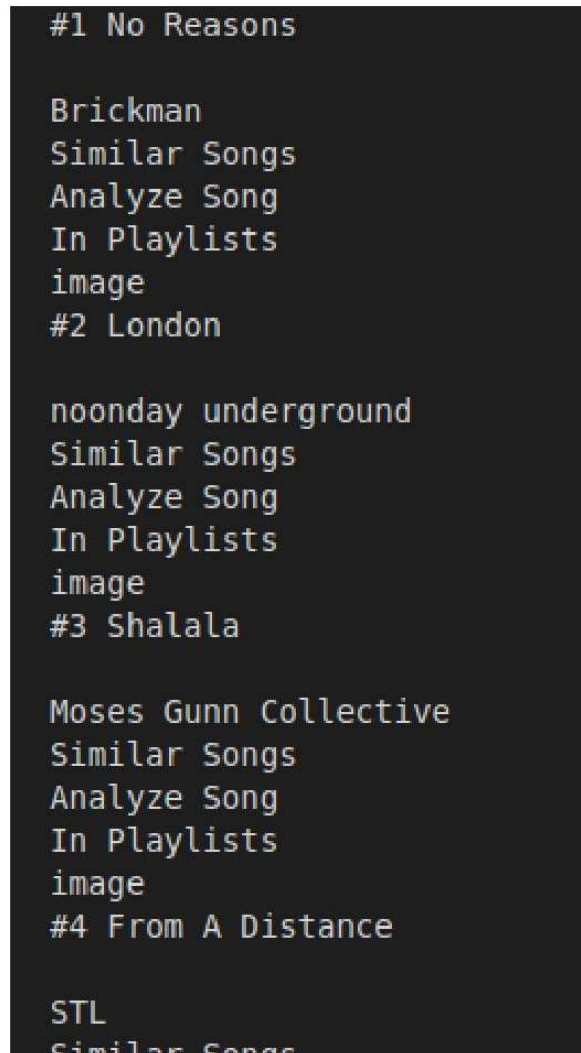 #1 No Reasons
Brickman
Similar Songs
Analyze Song
In Playlists
image
#2 London
noonday underground
Similar Songs
Analyze Song
In Playlists
image
#3 Shalala
Moses Gunn Collective
Similar Songs
Analyze Song
In Playlists
image
#4 From A Distance
STL
Similar Songs